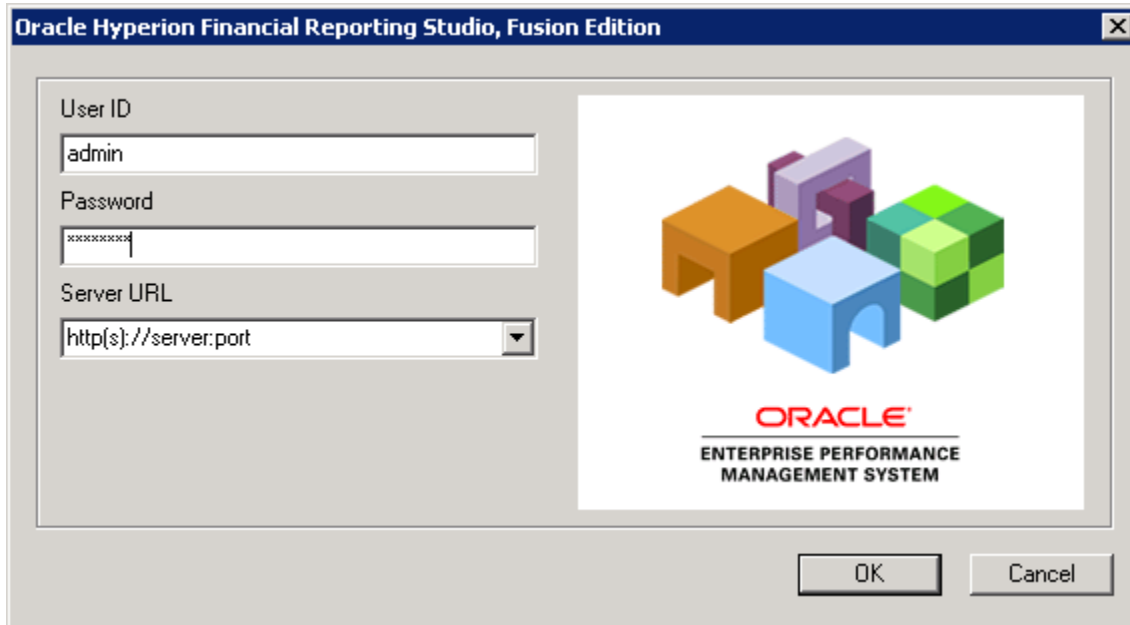 Oracle Hyperion Financial Reporting Studio, Fusion Edition
User ID
admin
Password
********
Server URL
http(s)://server:port
ORACLE
ENTERPRISE PERFORMANCE
MANAGEMENT SYSTEM
OK
Cancel